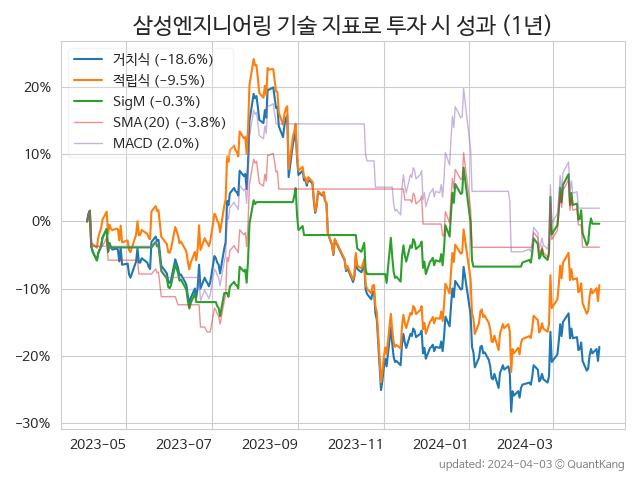 삼성엔지니어링 기술 지표로 투자 시 성과 (1년)
거치식 (−18.6%)
적립식 (−9.5%)
SigM (−0.3%)
SMA(20) (−3.8%)
MACD (2.0%)
20%
10%
0%
−10%
−20%
−30%
2023−05 2023−07 2023−09 2023−11 2024−01 2024−03
updated: 2024−04−03 ⓒ QuantKang